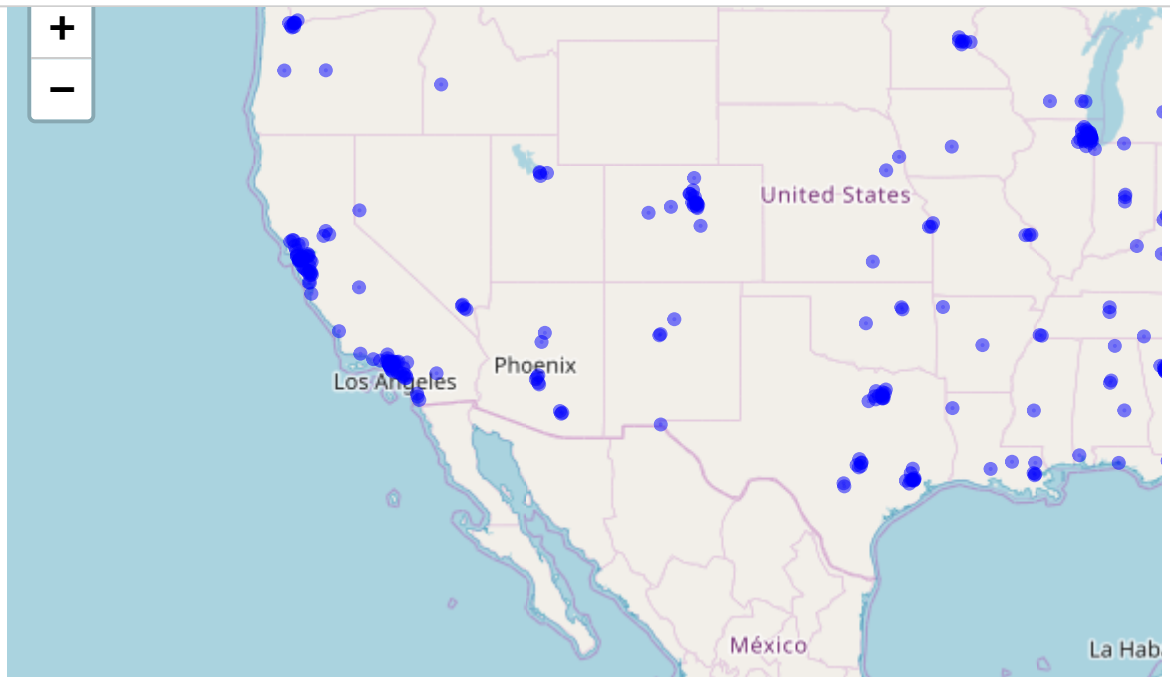 +
−
United States
Phoenix
Los Angeles
México
La Hab